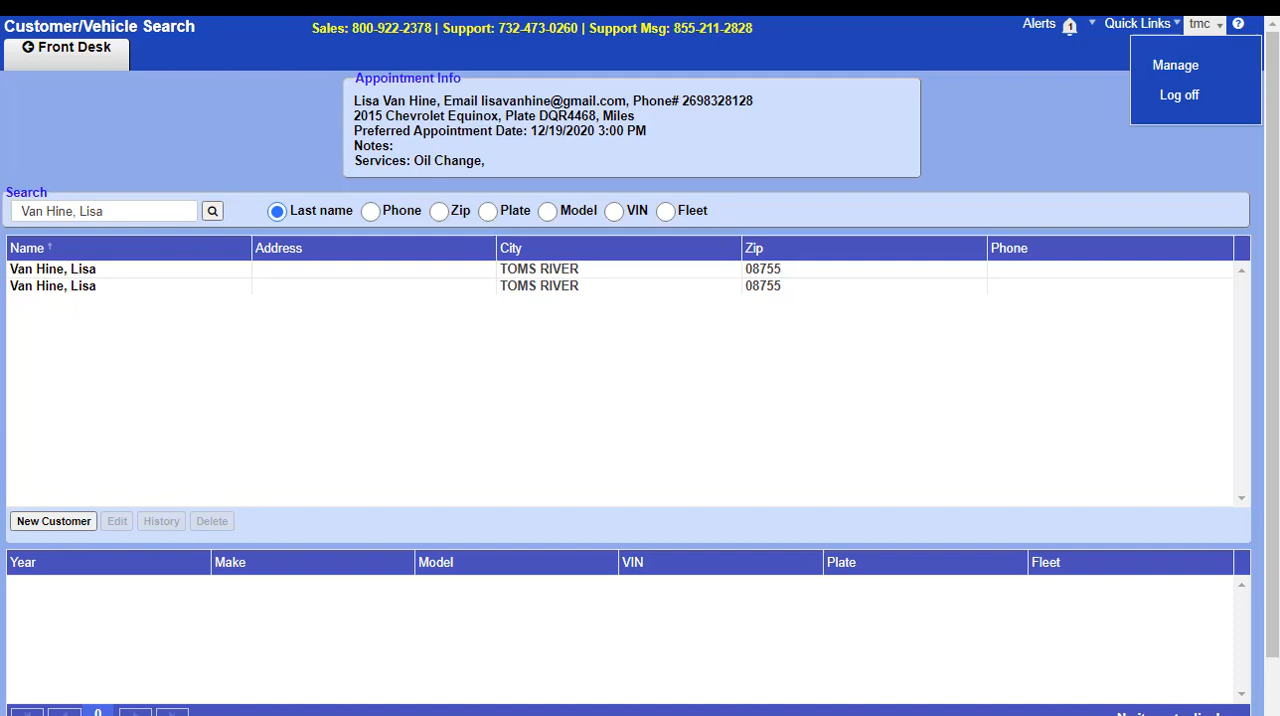 Customer/Vehicle Search
Sales: 800-922-2378 | Support: 732-473-0260 | Support Msg: 855-211-2828
Alerts 1 Quick Links tmc ?
Front Desk
Manage
Log off
Appointment Info
Lisa Van Hine, Email lisavanhine@gmail.com, Phone# 2698328128
2015 Chevrolet Equinox, Plate DQR4468, Miles
Preferred Appointment Date: 12/19/2020 3:00 PM
Notes:
Services: Oil Change,
Search
Van Hine, Lisa Last name Phone Zip Plate Model VIN Fleet
Name ↑ Address City Zip Phone
Van Hine, Lisa TOMS RIVER 08755
Van Hine, Lisa TOMS RIVER 08755
New Customer Edit History Delete
Year Make Model VIN Plate Fleet
0